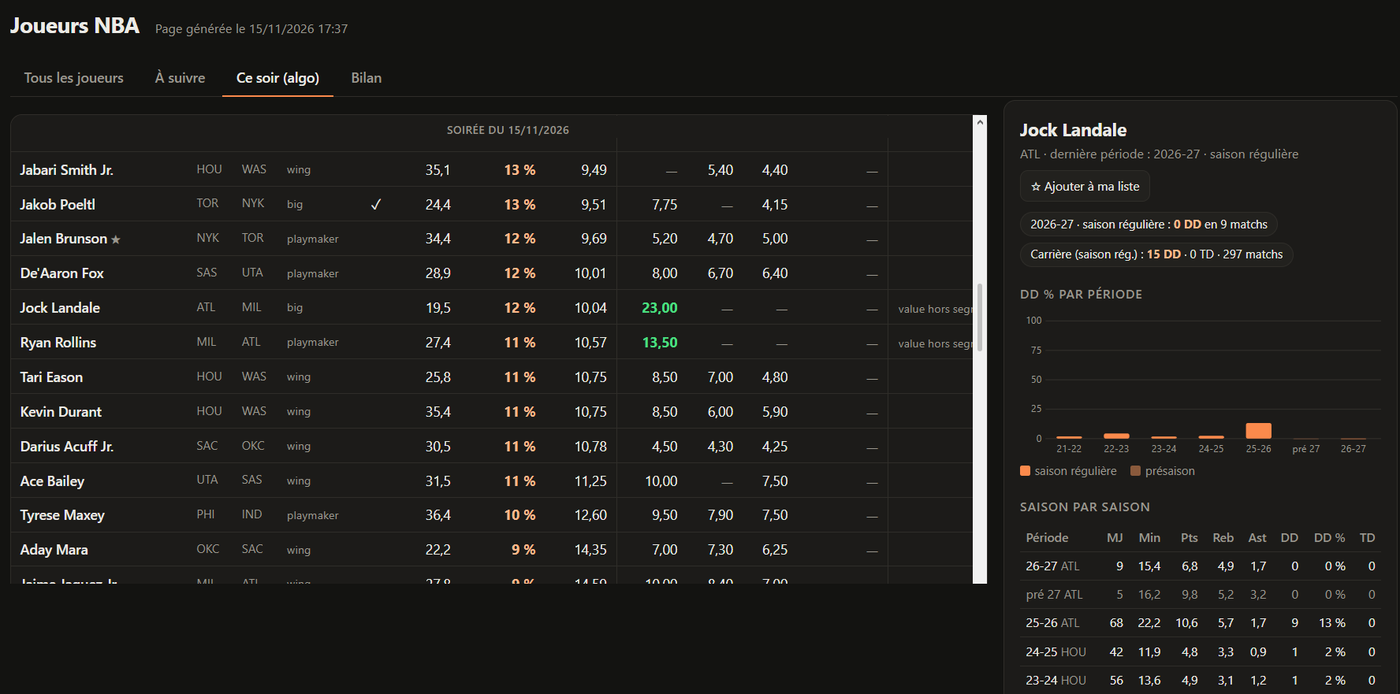 Joueurs NBA Page générée le 15/11/2026 17:37
Tous les joueurs À suivre Ce soir (algo) Bilan
SOIRÉE DU 15/11/2026
Jabari Smith Jr. HOU WAS wing 35,1 13 % 9,49 — 5,40 4,40 —
Jakob Poeltl TOR NYK big ✓ 24,4 13 % 9,51 7,75 — 4,15 —
Jalen Brunson ★ NYK TOR playmaker 34,4 12 % 9,69 5,20 4,70 5,00 —
De'Aaron Fox SAS UTA playmaker 28,9 12 % 10,01 8,00 6,70 6,40 —
Jock Landale ATL MIL big 19,5 12 % 10,04 23,00 — — — value hors segr
Ryan Rollins MIL ATL playmaker 27,4 11 % 10,57 13,50 — — — value hors segr
Tari Eason HOU WAS wing 25,8 11 % 10,75 8,50 7,00 4,80 —
Kevin Durant HOU WAS wing 35,4 11 % 10,75 8,50 6,00 5,90 —
Darius Acuff Jr. SAC OKC wing 30,5 11 % 10,78 4,50 4,30 4,25 —
Ace Bailey UTA SAS wing 31,5 11 % 11,25 10,00 — 7,50 —
Tyrese Maxey PHI IND playmaker 36,4 10 % 12,60 9,50 7,90 7,50 —
Aday Mara OKC SAC wing 22,2 9 % 14,35 7,00 7,30 6,25 —
Jaime Jaquez Jr. MIL ATL wing 27,8 9 % 14,59 10,00 8,40 7,00 —
Jock Landale
ATL · dernière période : 2026-27 · saison régulière
☆ Ajouter à ma liste
2026-27 · saison régulière : 0 DD en 9 matchs
Carrière (saison rég.) : 15 DD · 0 TD · 297 matchs
DD % PAR PÉRIODE
100
75
50
25
0
21-22 22-23 23-24 24-25 25-26 pré 27 26-27
saison régulière présaison
SAISON PAR SAISON
Période MJ Min Pts Reb Ast DD DD % TD
26-27 ATL 9 15,4 6,8 4,9 1,7 0 0 % 0
pré 27 ATL 5 16,2 9,8 5,2 3,2 0 0 % 0
25-26 ATL 68 22,2 10,6 5,7 1,7 9 13 % 0
24-25 HOU 42 11,9 4,8 3,3 0,9 1 2 % 0
23-24 HOU 56 13,6 4,9 3,1 1,2 1 2 % 0